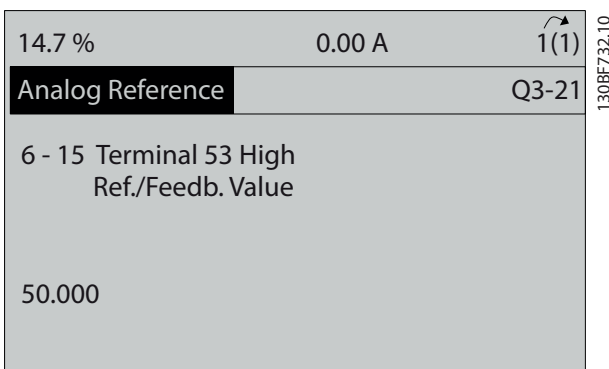 14.7 % 0.00 A 1(1)
Analog Reference Q3-21
6 - 15 Terminal 53 High
Ref./Feedb. Value
50.000
130BF732.10